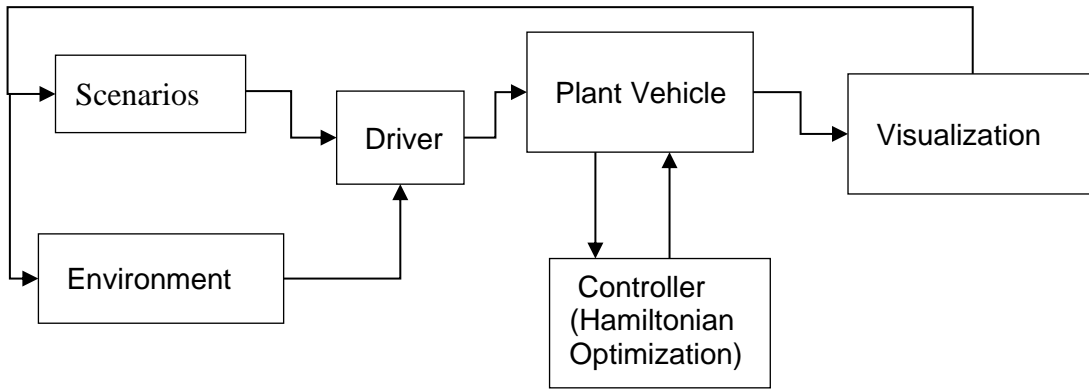 Scenarios
Driver
Plant Vehicle
Visualization
Environment
Controller
(Hamiltonian
Optimization)